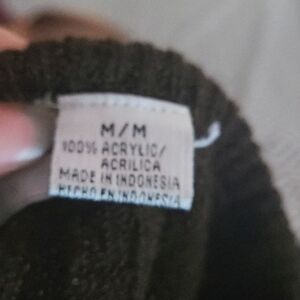 M/M
100% ACRYLIC/
ACRILICA
MADE IN INDONESIA
HECHO EN INDONESIA